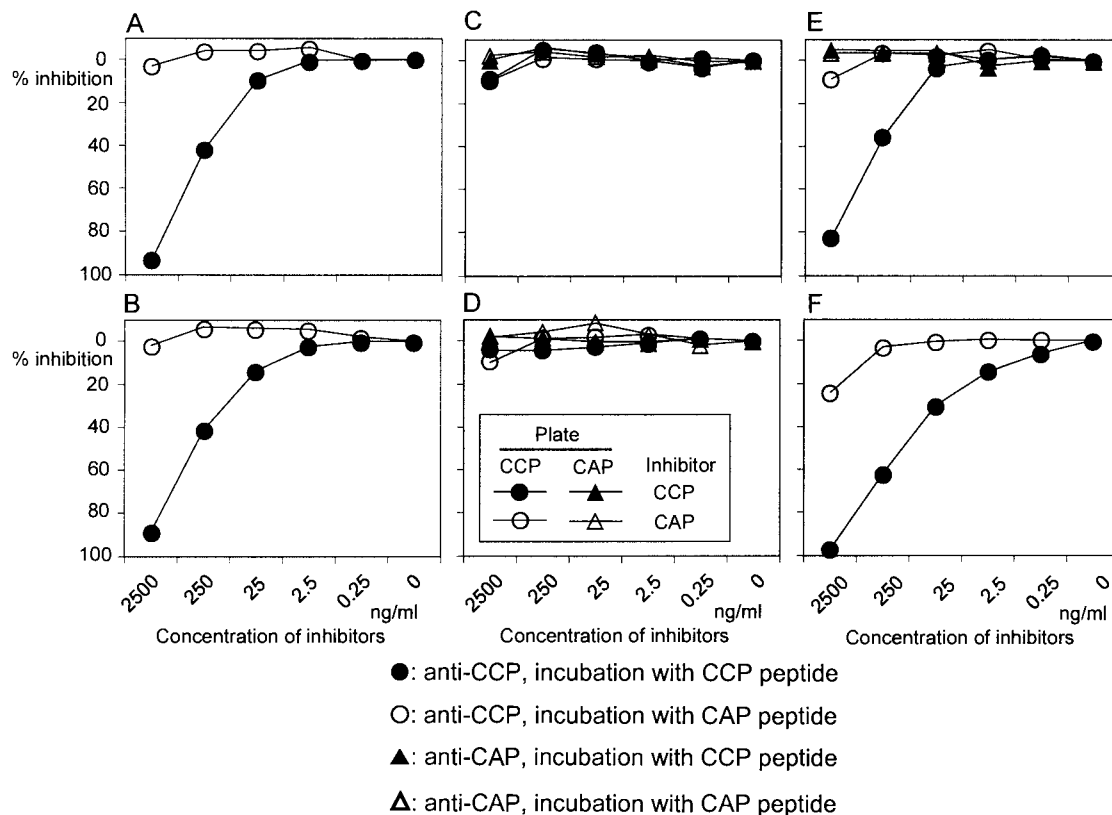 A
C
E
% inhibition
0
20
40
60
80
100
B
D
F
% inhibition
0
20
40
60
80
100
Plate
CCP CAP Inhibitor
CCP
CAP
2500 250 25 2.5 0.25 0
2500 250 25 2.5 0.25 0
2500 250 25 2.5 0.25 0
ng/ml ng/ml ng/ml
Concentration of inhibitors Concentration of inhibitors Concentration of inhibitors
●: anti-CCP, incubation with CCP peptide
○: anti-CCP, incubation with CAP peptide
▲: anti-CAP, incubation with CCP peptide
△: anti-CAP, incubation with CAP peptide